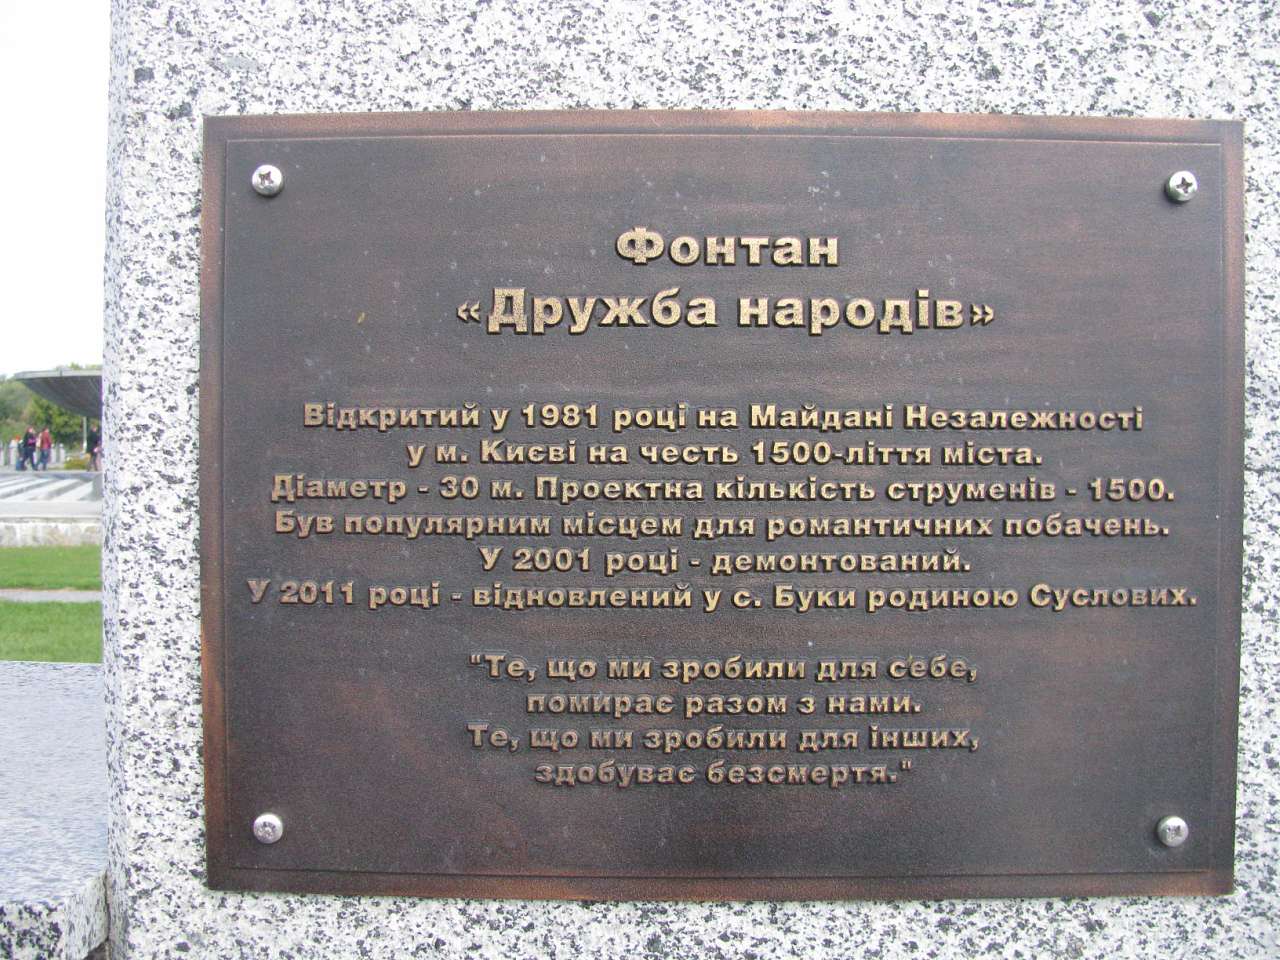 Фонтан
«Дружба народів»
Відкритий у 1981 році на Майдані Незалежності
у м. Києві на честь 1500-ліття міста.
Діаметр - 30 м. Проектна кількість струменів - 1500.
Був популярним місцем для романтичних побачень.
У 2001 році - демонтований.
У 2011 році - відновлений у с. Буки родиною Суслових.
"Те, що ми зробили для себе,
помирає разом з нами.
Те, що ми зробили для інших,
здобуває безсмертя."